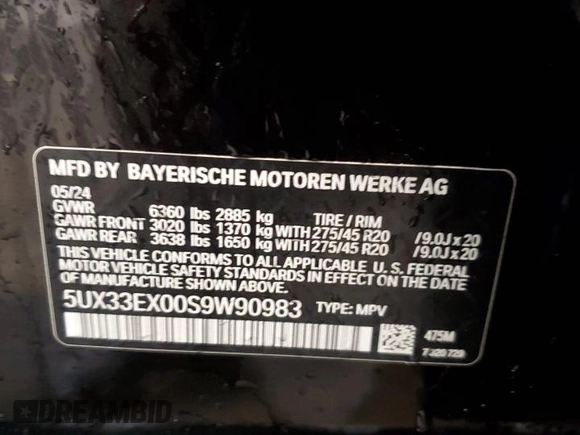 MFD BY BAYERISCHE MOTOREN WERKE AG
05/24
GVWR 6360 lbs 2885 kg TIRE / RIM
GAWR FRONT 3020 lbs 1370 kg WITH 275/45 R20 /9.0J x 20
GAWR REAR 3638 lbs 1650 kg WITH 275/45 R20 /9.0J x 20
THIS VEHICLE CONFORMS TO ALL APPLICABLE U. S. FEDERAL
MOTOR VEHICLE SAFETY STANDARDS IN EFFECT ON THE DATE
OF MANUFACTURE SHOWN ABOVE.
5UX33EX00S9W90983 TYPE: MPV
475M
7 320 729
DREAMBID